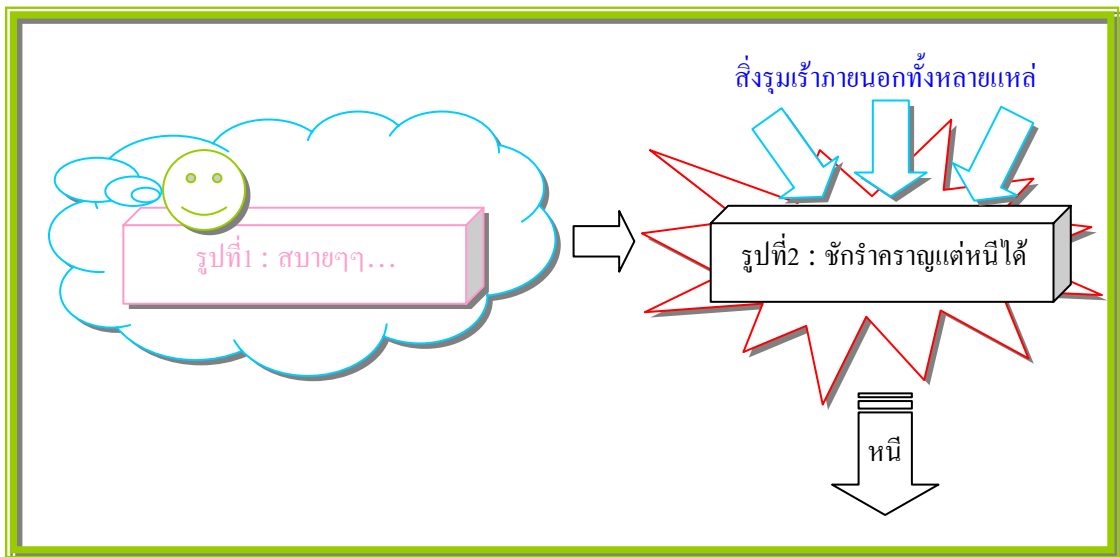 สิ่งรุมเร้าภายนอกทั้งหลายแหล่
รูปที่1 : สบายๆๆ...
รูปที่2 : ชักรำคราญแต่หนีได้
หนี